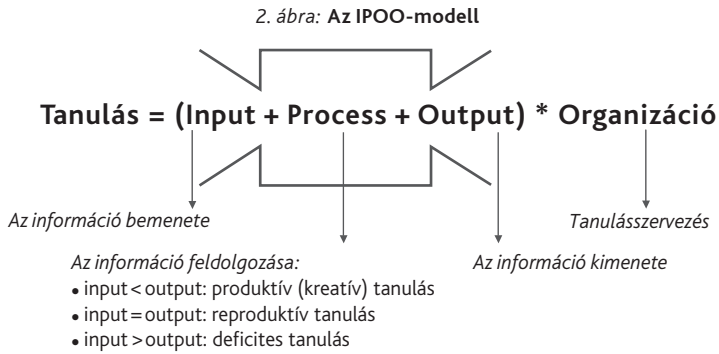 2. ábra: Az IPOO-modell
Tanulás = (Input + Process + Output) * Organizáció
Az információ bemenete
Tanulásszervezés
Az információ feldolgozása:
Az információ kimenete
• input < output: produktív (kreatív) tanulás
• input = output: reproduktív tanulás
• input > output: deficites tanulás